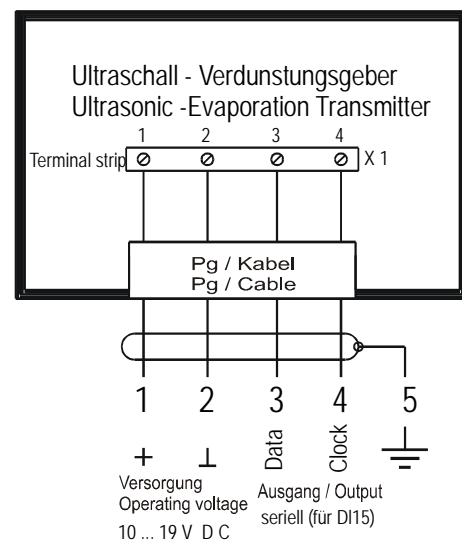 Ultraschall - Verdunstungsgeber
Ultrasonic -Evaporation Transmitter
1 2 3 4
Terminal strip X 1
Pg / Kabel
Pg / Cable
1 2 3 4 5
+ ⊥ Data Clock
Versorgung
Operating voltage
10 ... 19 V D C
Ausgang / Output
seriell (für DI15)